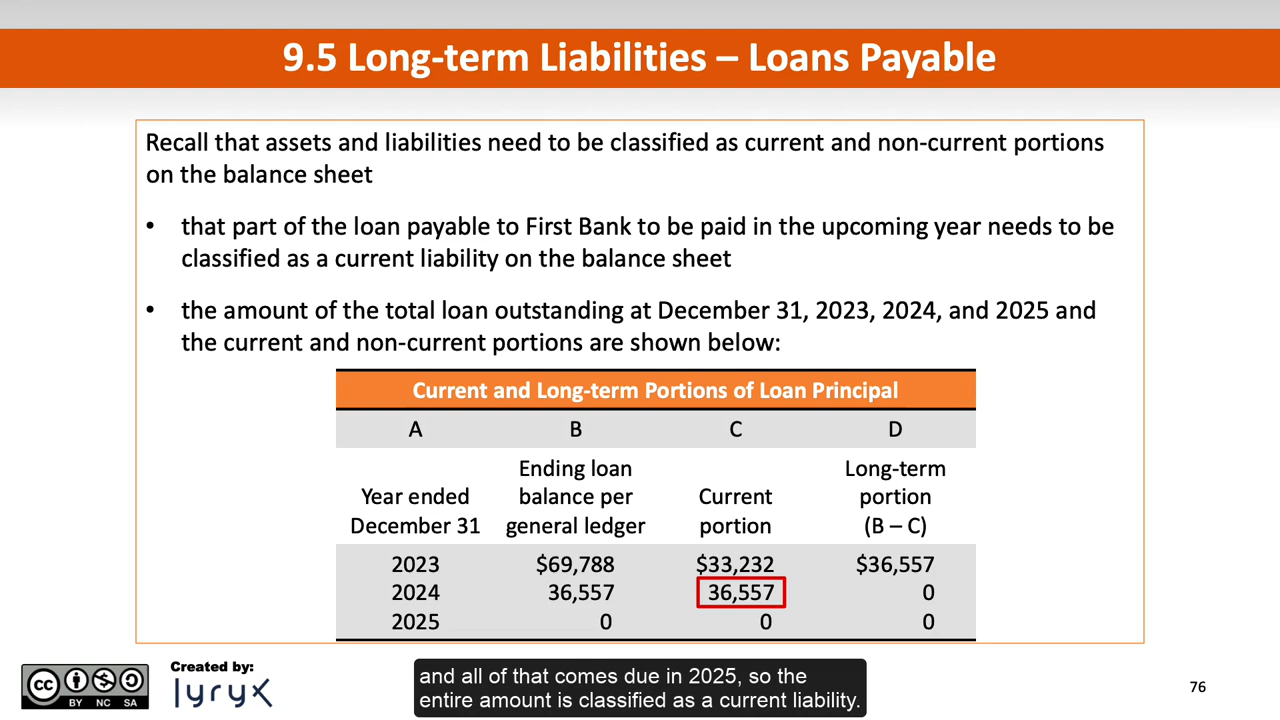 9.5 Long-term Liabilities – Loans Payable
Recall that assets and liabilities need to be classified as current and non-current portions
on the balance sheet
• that part of the loan payable to First Bank to be paid in the upcoming year needs to be
classified as a current liability on the balance sheet
• the amount of the total loan outstanding at December 31, 2023, 2024, and 2025 and
the current and non-current portions are shown below:
Current and Long-term Portions of Loan Principal
A B C D
Year ended December 31
Ending loan balance per general ledger
Current portion
Long-term portion (B – C)
2023 $69,788 $33,232 $36,557
2024 36,557 36,557 0
2025 0 0 0
cc BY NC SA
Created by:
lyryx
and all of that comes due in 2025, so the
entire amount is classified as a current liability.
76